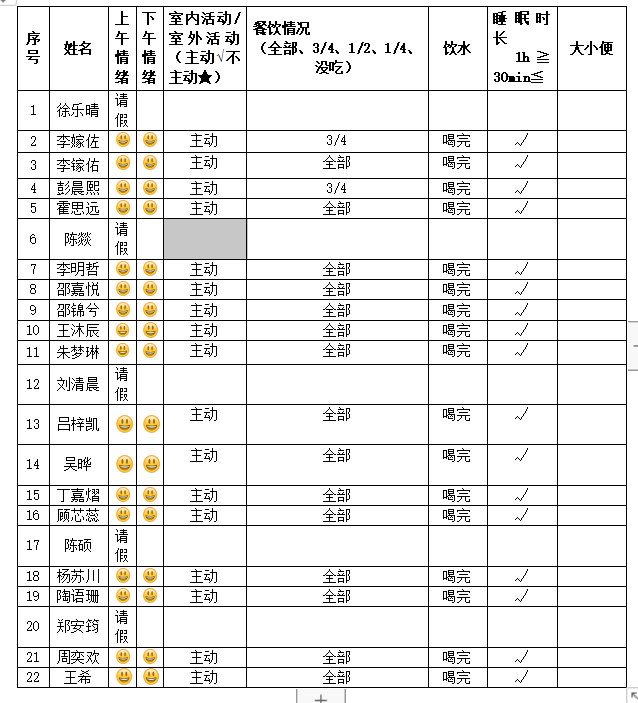 序号 姓名 上午情绪 下午情绪 室内活动/室外活动（主动√不主动★） 餐饮情况（全部、3/4、1/2、1/4、没吃） 饮水 睡眠时长 1h≧ 30min≦ 大小便
1 徐乐晴 请假
2 李嫁佐 😃 😃 主动 3/4 喝完 √
3 李镓佑 😃 😃 主动 全部 喝完 √
4 彭晨熙 😃 😃 主动 3/4 喝完 √
5 霍思远 😃 😃 主动 全部 喝完 √
6 陈燚 请假
7 李明哲 😃 😃 主动 全部 喝完 √
8 邵嘉悦 😃 😃 主动 全部 喝完 √
9 邵锦兮 😃 😃 主动 全部 喝完 √
10 王沐辰 😃 😃 主动 全部 喝完 √
11 朱梦琳 😃 😃 主动 全部 喝完 √
12 刘清晨 请假
13 吕梓凯 😃 😃 主动 全部 喝完 √
14 吴晔 😃 😃 主动 全部 喝完 √
15 丁嘉熠 😃 😃 主动 全部 喝完 √
16 顾芯蕊 😃 😃 主动 全部 喝完 √
17 陈硕 请假
18 杨苏川 😃 😃 主动 全部 喝完 √
19 陶语珊 😃 😃 主动 全部 喝完 √
20 郑安筠 请假
21 周奕欢 😃 😃 主动 全部 喝完 √
22 王希 😃 😃 主动 全部 喝完 √